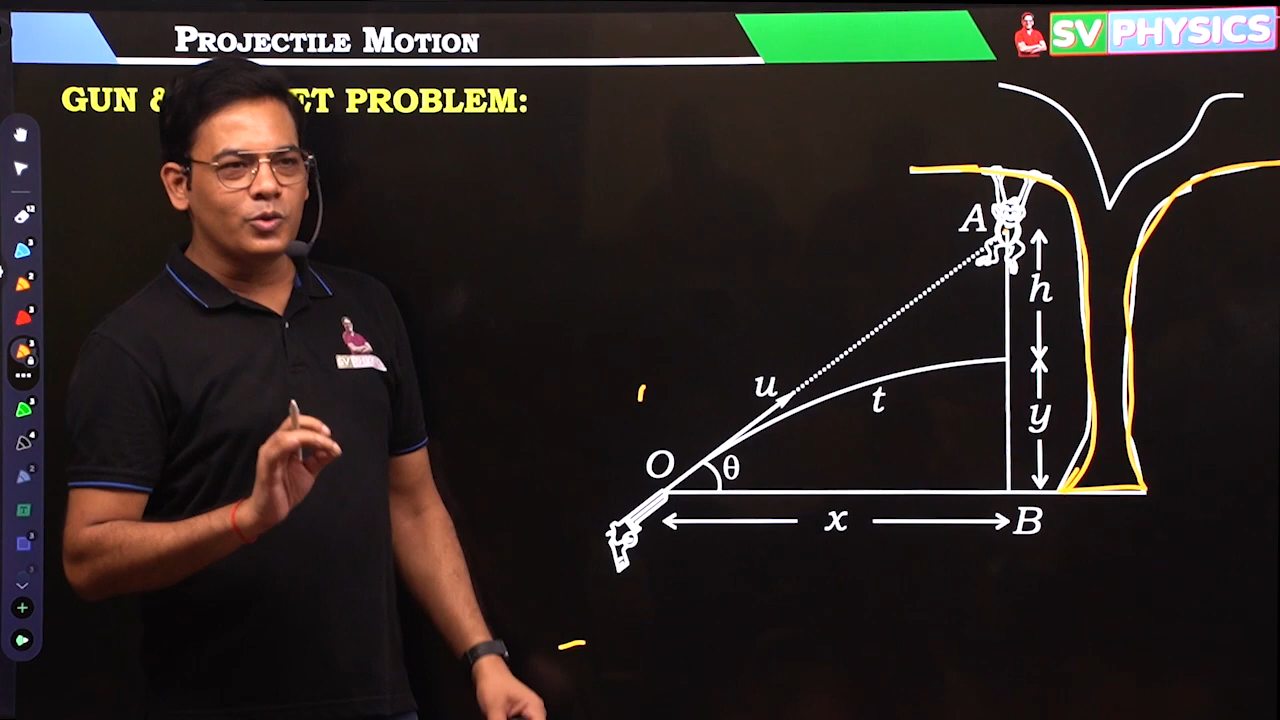 PROJECTILE MOTION
SV PHYSICS
GUN & ET PROBLEM:
A
h
u
t
y
O
θ
x
B